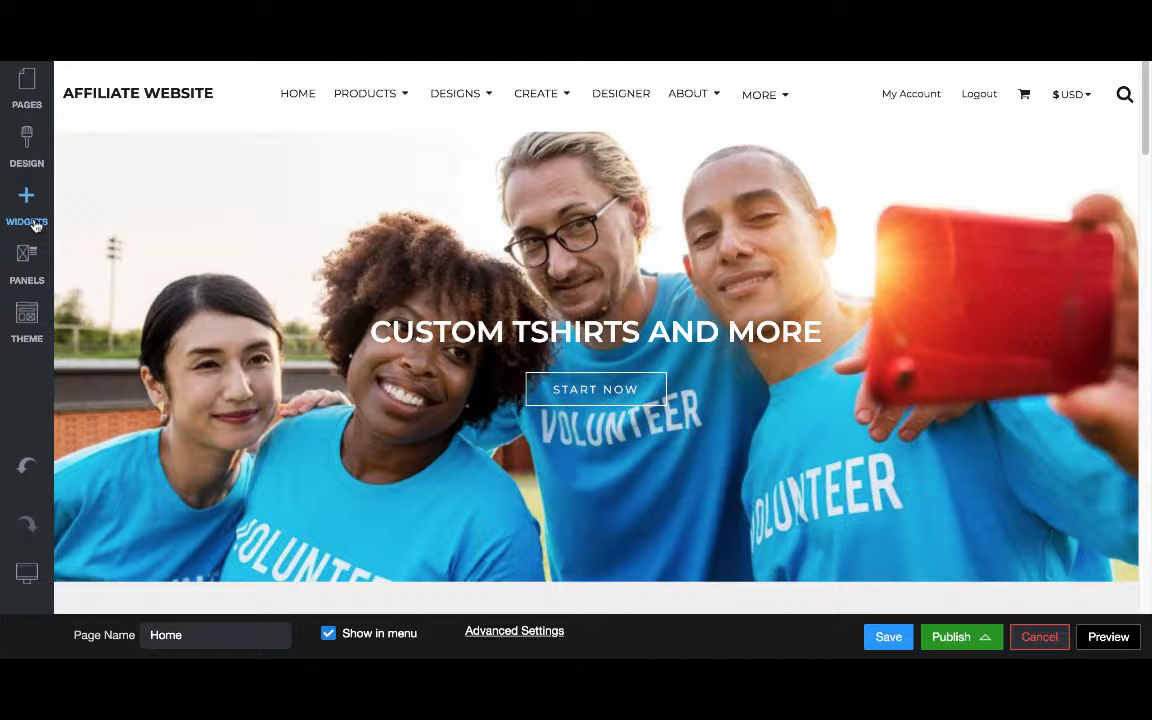 PAGES
DESIGN
WIDGETS
PANELS
THEME
AFFILIATE WEBSITE
HOME PRODUCTS DESIGNS CREATE DESIGNER ABOUT MORE
My Account Logout $ USD
CUSTOM TSHIRTS AND MORE
START NOW
VOLUNTEER
VOLUNTEER
VOLUNTEER
Page Name Home Show in menu Advanced Settings Save Publish Cancel Preview